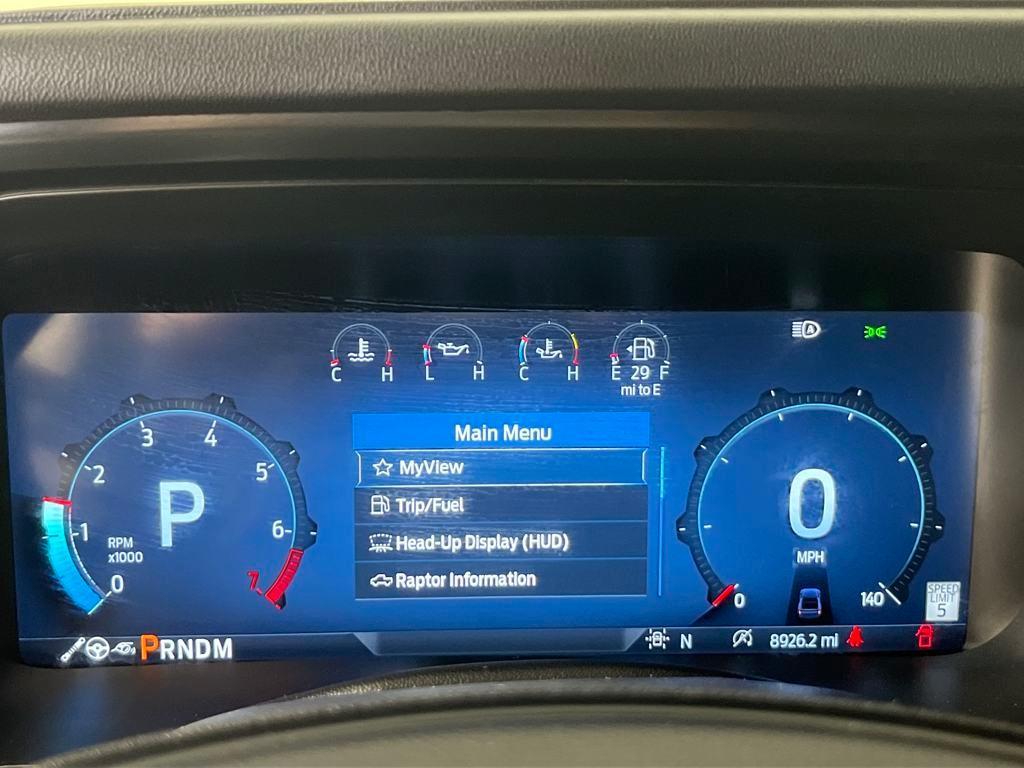 C H
L H
C H
E 29 F
mi to E
A
Main Menu
MyView
Trip/Fuel
Head-Up Display (HUD)
Raptor Information
0
1
2
3
4
5
6
7
RPM
x1000
P
0
MPH
0
140
SPEED
LIMIT
5
PRNDM
N
8926.2 mi